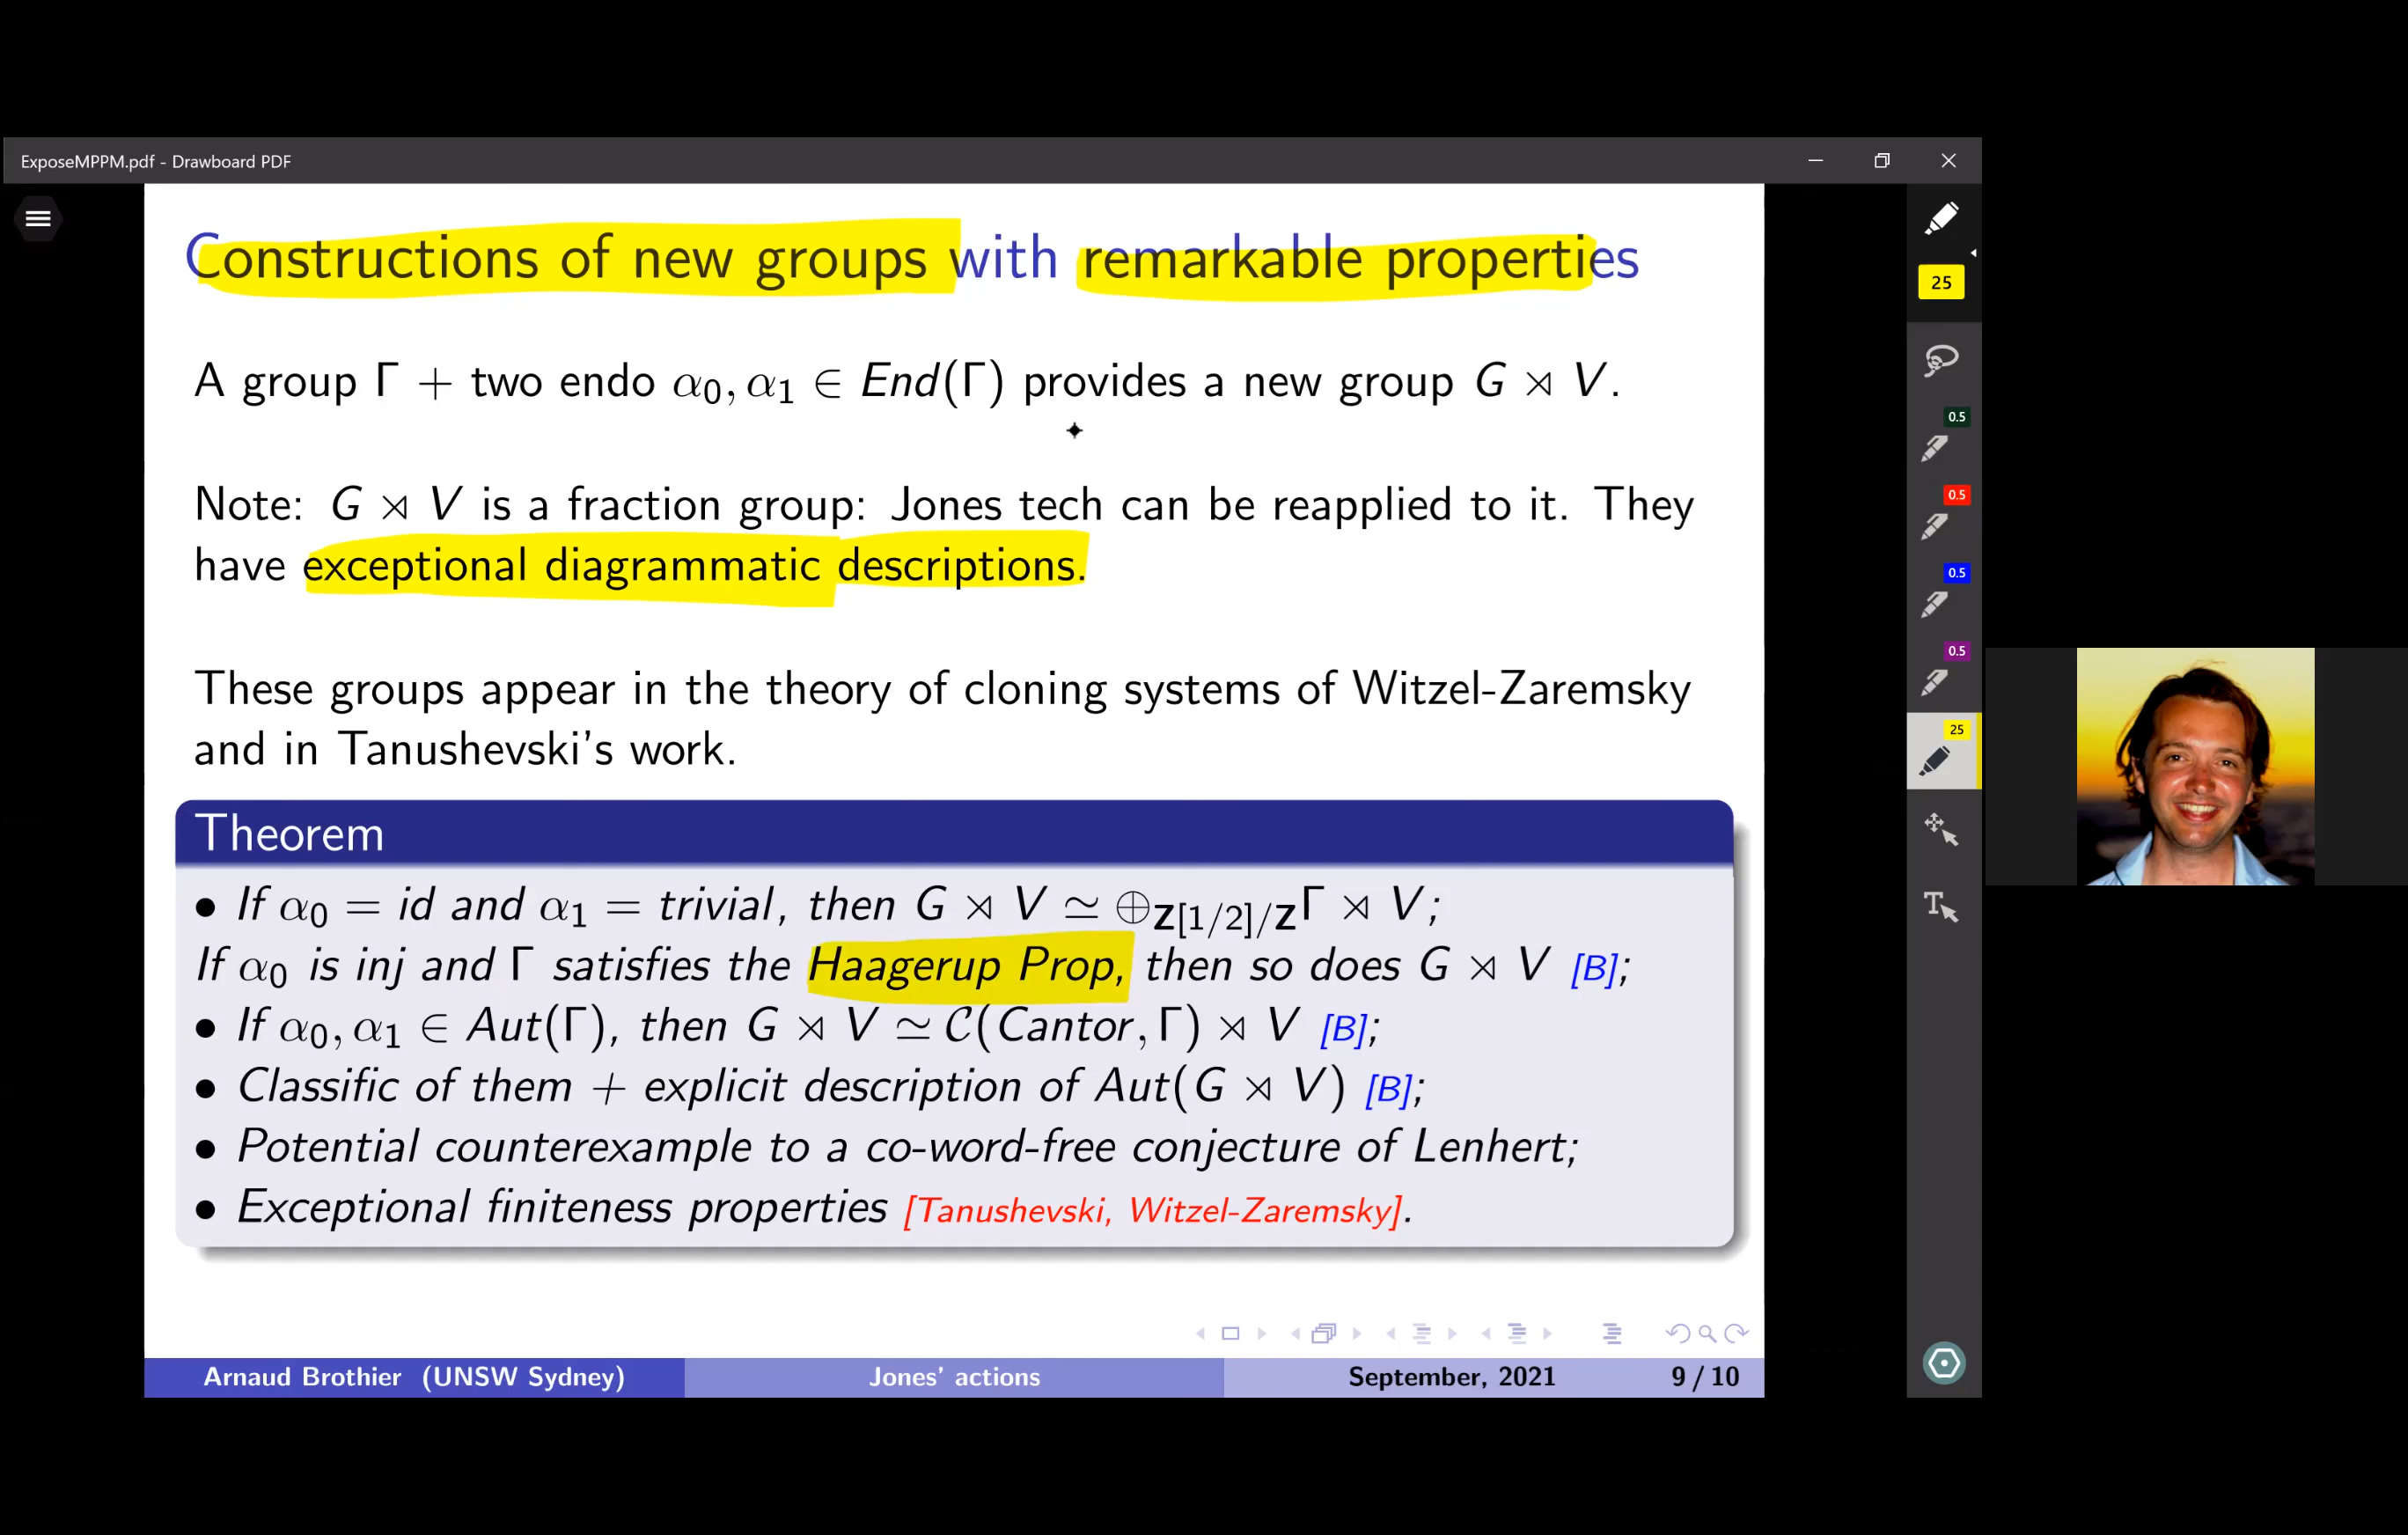 ExposeMPPM.pdf - Drawboard PDF
Constructions of new groups with remarkable properties
25
A group Γ + two endo α₀, α₁ ∈ End(Γ) provides a new group G ⋊ V.
0.5
Note: G ⋊ V is a fraction group: Jones tech can be reapplied to it. They
0.5
have exceptional diagrammatic descriptions.
0.5
0.5
These groups appear in the theory of cloning systems of Witzel-Zaremsky
25
and in Tanushevski's work.
Theorem
• If α₀ = id and α₁ = trivial, then G ⋊ V ≃ ⊕_{Z[1/2]/Z}Γ ⋊ V;
If α₀ is inj and Γ satisfies the Haagerup Prop, then so does G ⋊ V [B];
• If α₀, α₁ ∈ Aut(Γ), then G ⋊ V ≃ C(Cantor, Γ) ⋊ V [B];
• Classific of them + explicit description of Aut(G ⋊ V) [B];
• Potential counterexample to a co-word-free conjecture of Lenhert;
• Exceptional finiteness properties [Tanushevski, Witzel-Zaremsky].
Arnaud Brothier (UNSW Sydney) Jones' actions September, 2021 9 / 10